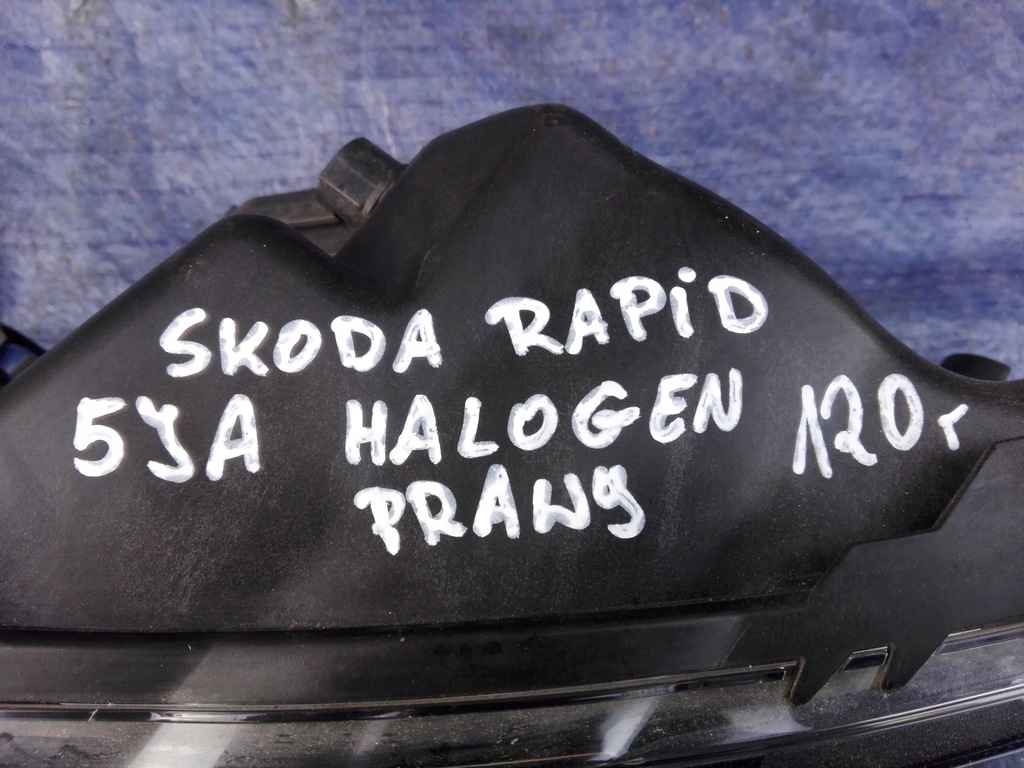 SKODA RAPiD
5JA HALOGEN 120r
PRAWY